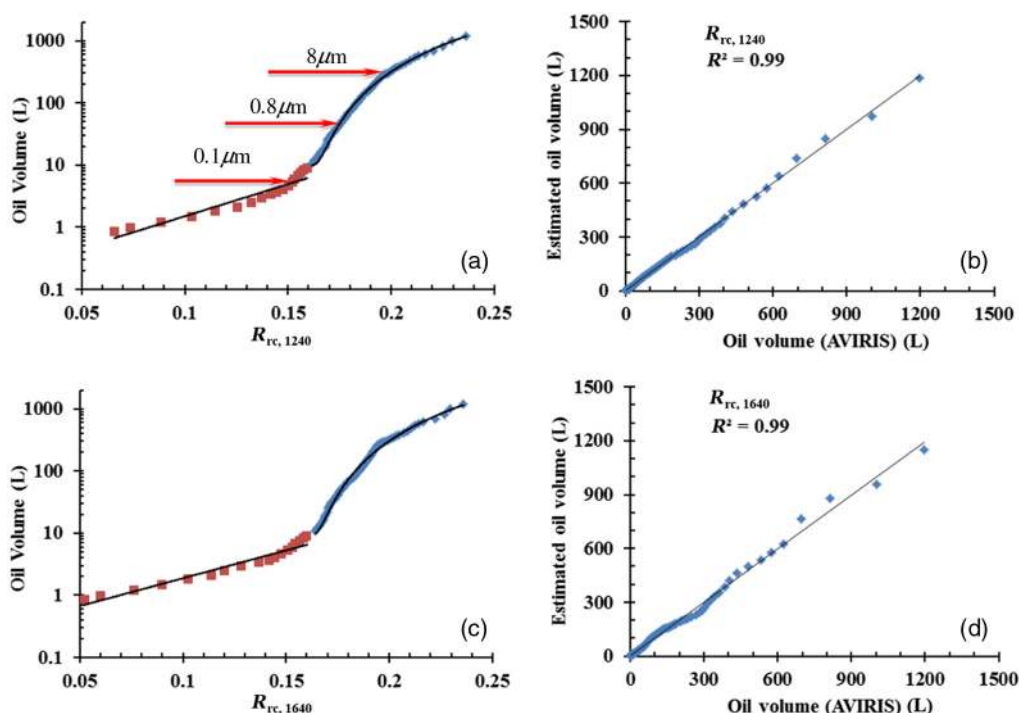 1000
100
10
1
0.1
Oil Volume (L)
8μm
0.8μm
0.1μm
(a)
0.05
0.1
0.15
0.2
0.25
Rrc, 1240
1500
1200
900
600
300
0
Estimated oil volume (L)
Rrc, 1240
R² = 0.99
(b)
0
300
600
900
1200
1500
Oil volume (AVIRIS) (L)
1000
100
10
1
0.1
Oil Volume (L)
(c)
0.05
0.1
0.15
0.2
0.25
Rrc, 1640
1500
1200
900
600
300
0
Estimated oil volume (L)
Rrc, 1640
R² = 0.99
(d)
0
300
600
900
1200
1500
Oil volume (AVIRIS) (L)